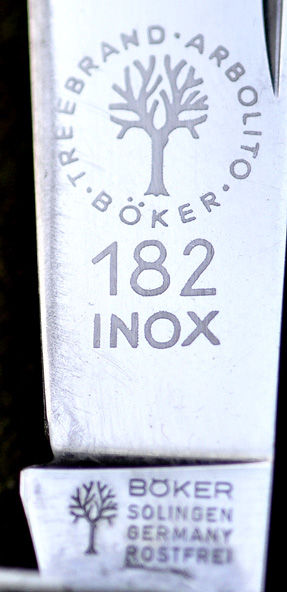 TREEBRAND · ARBOLITO · BÖKER ·
182
INOX
BÖKER
SOLINGEN
GERMANY
ROSTFREI